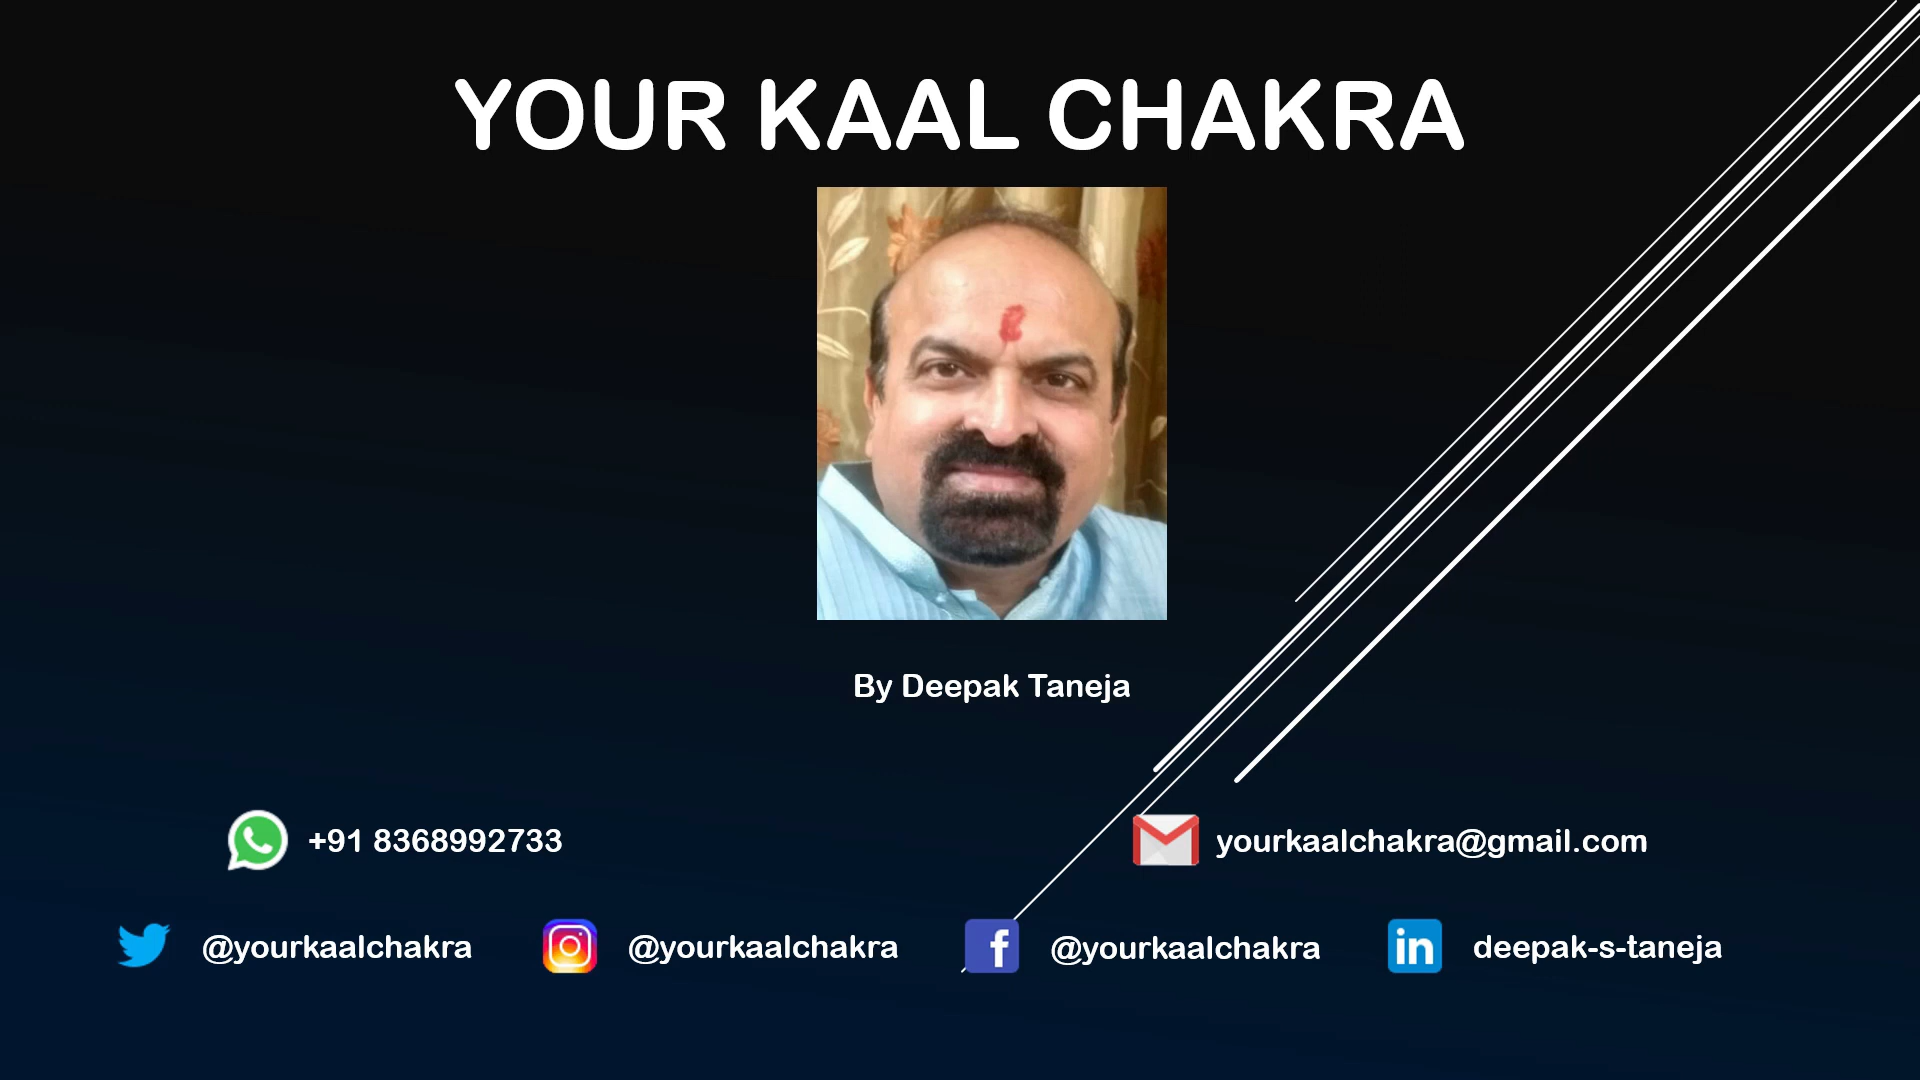 YOUR KAAL CHAKRA
By Deepak Taneja
+91 8368992733
yourkaalchakra@gmail.com
@yourkaalchakra
@yourkaalchakra
@yourkaalchakra
deepak-s-taneja